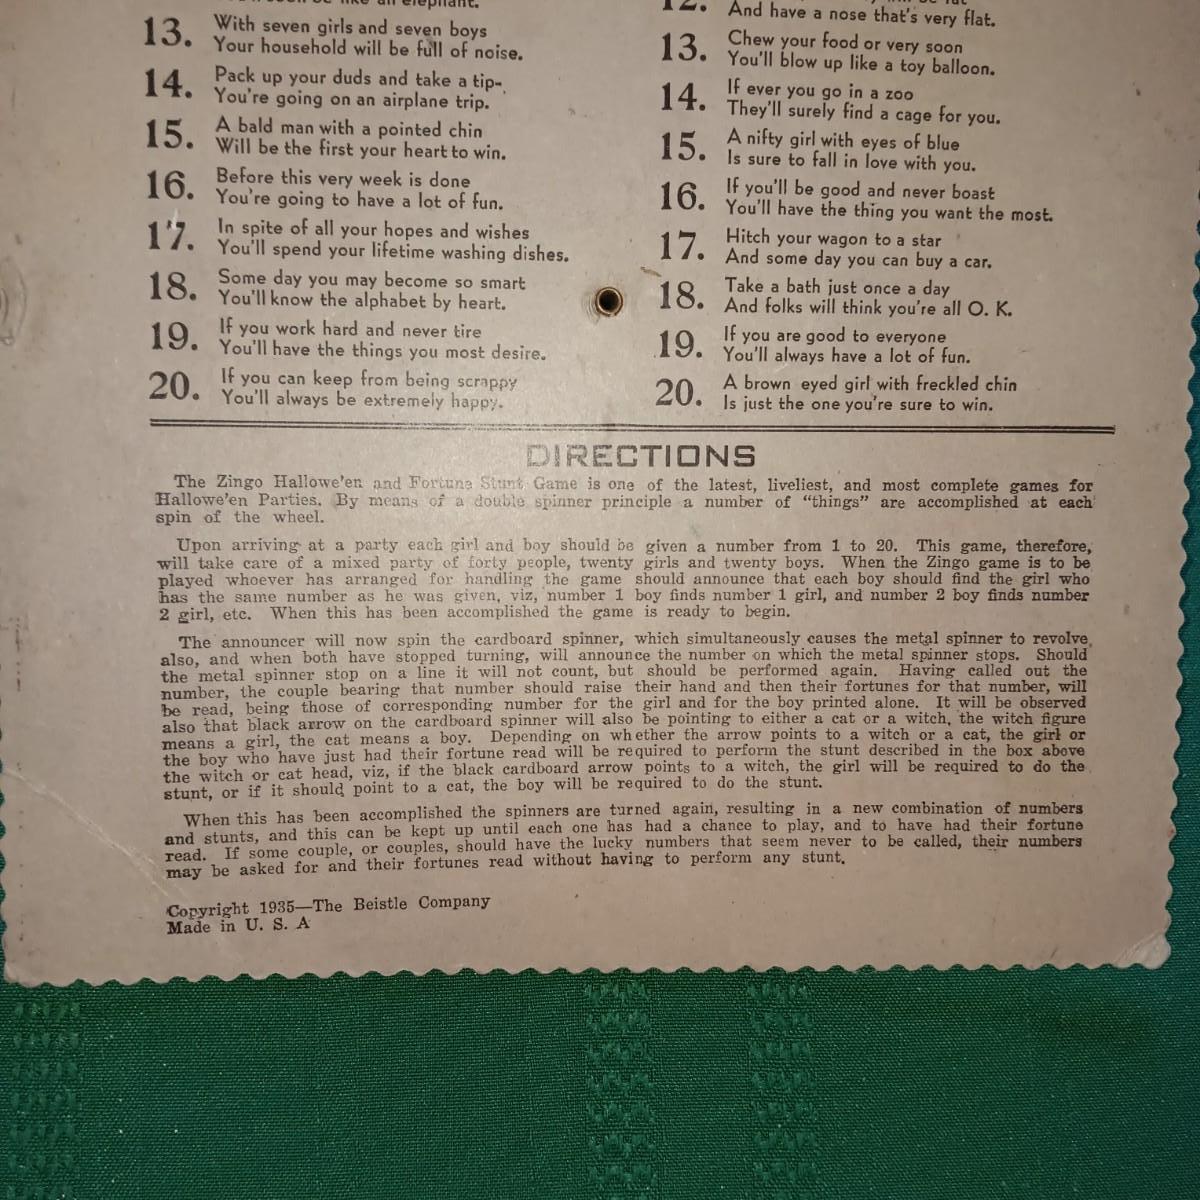 like an elephant.
13. With seven girls and seven boys
Your household will be full of noise.
14. Pack up your duds and take a tip-
You're going on an airplane trip.
15. A bald man with a pointed chin
Will be the first your heart to win.
16. Before this very week is done
You're going to have a lot of fun.
17. In spite of all your hopes and wishes
You'll spend your lifetime washing dishes.
18. Some day you may become so smart
You'll know the alphabet by heart.
19. If you work hard and never tire
You'll have the things you most desire.
20. If you can keep from being scrappy
You'll always be extremely happy.
12. And have a nose that's very flat.
13. Chew your food or very soon
You'll blow up like a toy balloon.
14. If ever you go in a zoo
They'll surely find a cage for you.
15. A nifty girl with eyes of blue
Is sure to fall in love with you.
16. If you'll be good and never boast
You'll have the thing you want the most.
17. Hitch your wagon to a star
And some day you can buy a car.
18. Take a bath just once a day
And folks will think you're all O. K.
19. If you are good to everyone
You'll always have a lot of fun.
20. A brown eyed girl with freckled chin
Is just the one you're sure to win.
DIRECTIONS
The Zingo Hallowe'en and Fortune Stunt Game is one of the latest, liveliest, and most complete games for
Hallowe'en Parties. By means of a double spinner principle a number of "things" are accomplished at each
spin of the wheel.
Upon arriving at a party each girl and boy should be given a number from 1 to 20. This game, therefore,
will take care of a mixed party of forty people, twenty girls and twenty boys. When the Zingo game is to be
played whoever has arranged for handling the game should announce that each boy should find the girl who
has the same number as he was given, viz, number 1 boy finds number 1 girl, and number 2 boy finds number
2 girl, etc. When this has been accomplished the game is ready to begin.
The announcer will now spin the cardboard spinner, which simultaneously causes the metal spinner to revolve
also, and when both have stopped turning, will announce the number on which the metal spinner stops. Should
the metal spinner stop on a line it will not count, but should be performed again. Having called out the
number, the couple bearing that number should raise their hand and then their fortunes for that number, will
be read, being those of corresponding number for the girl and for the boy printed alone. It will be observed
also that black arrow on the cardboard spinner will also be pointing to either a cat or a witch, the witch figure
means a girl, the cat means a boy. Depending on whether the arrow points to a witch or a cat, the girl or
the boy who have just had their fortune read will be required to perform the stunt described in the box above
the witch or cat head, viz, if the black cardboard arrow points to a witch, the girl will be required to do the
stunt, or if it should point to a cat, the boy will be required to do the stunt.
When this has been accomplished the spinners are turned again, resulting in a new combination of numbers
and stunts, and this can be kept up until each one has had a chance to play, and to have had their fortune
read. If some couple, or couples, should have the lucky numbers that seem never to be called, their numbers
may be asked for and their fortunes read without having to perform any stunt.
Copyright 1935—The Beistle Company
Made in U. S. A